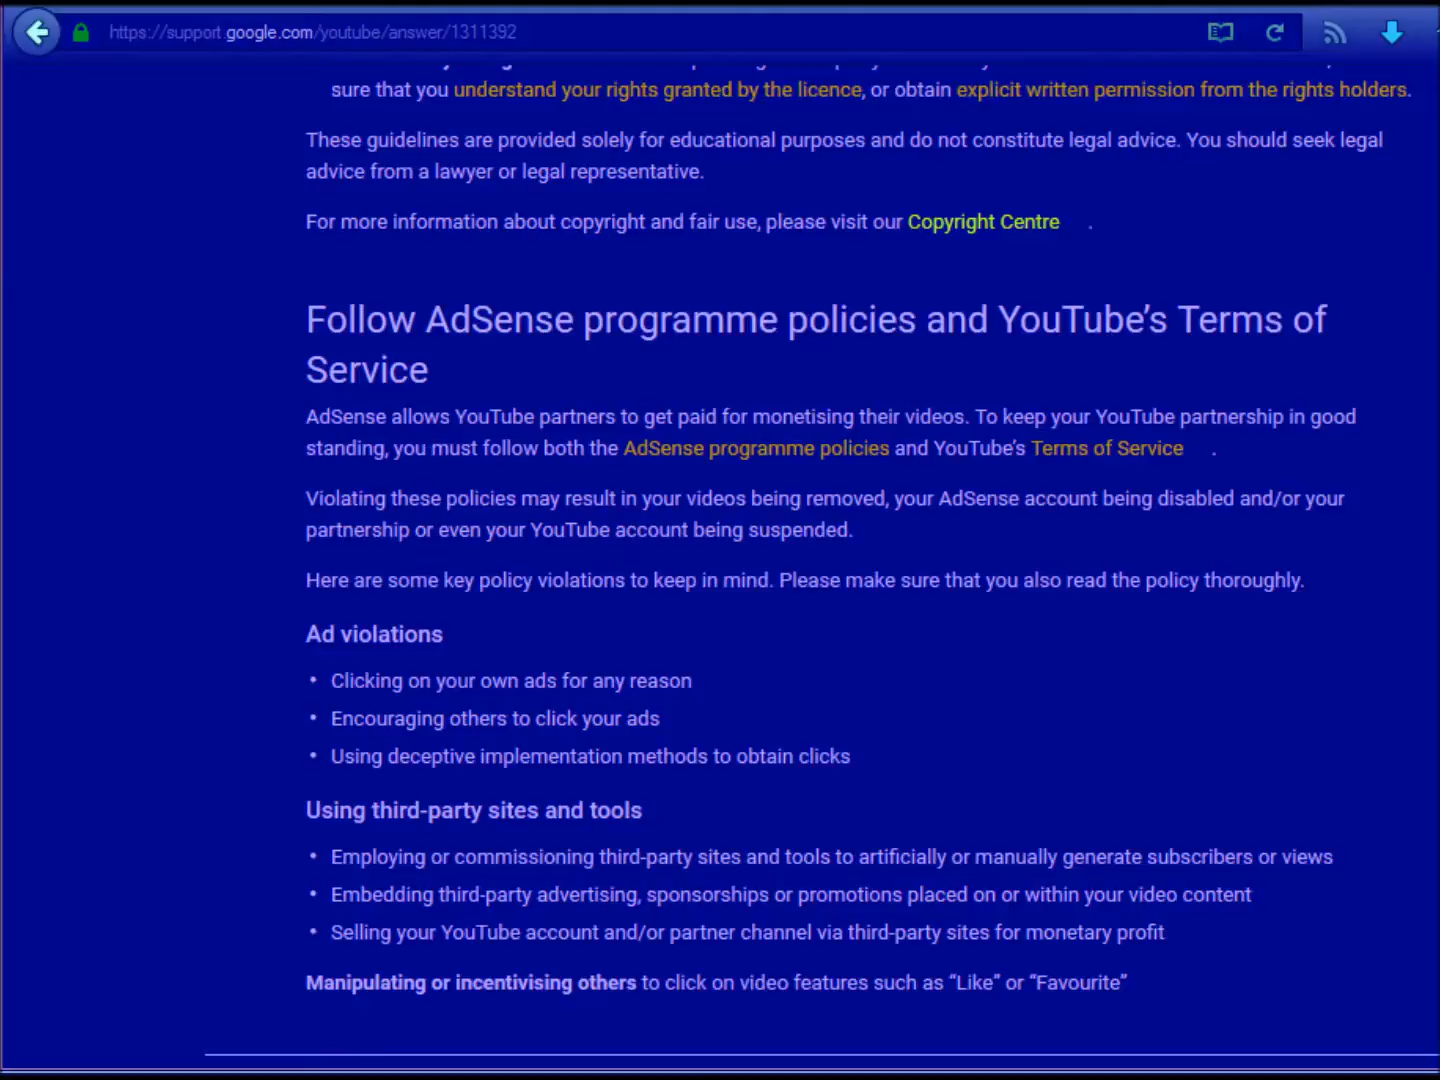 https://support.google.com/youtube/answer/1311392
sure that you understand your rights granted by the licence, or obtain explicit written permission from the rights holders.
These guidelines are provided solely for educational purposes and do not constitute legal advice. You should seek legal
advice from a lawyer or legal representative.
For more information about copyright and fair use, please visit our Copyright Centre .
Follow AdSense programme policies and YouTube’s Terms of
Service
AdSense allows YouTube partners to get paid for monetising their videos. To keep your YouTube partnership in good
standing, you must follow both the AdSense programme policies and YouTube’s Terms of Service .
Violating these policies may result in your videos being removed, your AdSense account being disabled and/or your
partnership or even your YouTube account being suspended.
Here are some key policy violations to keep in mind. Please make sure that you also read the policy thoroughly.
Ad violations
• Clicking on your own ads for any reason
• Encouraging others to click your ads
• Using deceptive implementation methods to obtain clicks
Using third-party sites and tools
• Employing or commissioning third-party sites and tools to artificially or manually generate subscribers or views
• Embedding third-party advertising, sponsorships or promotions placed on or within your video content
• Selling your YouTube account and/or partner channel via third-party sites for monetary profit
Manipulating or incentivising others to click on video features such as “Like” or “Favourite”